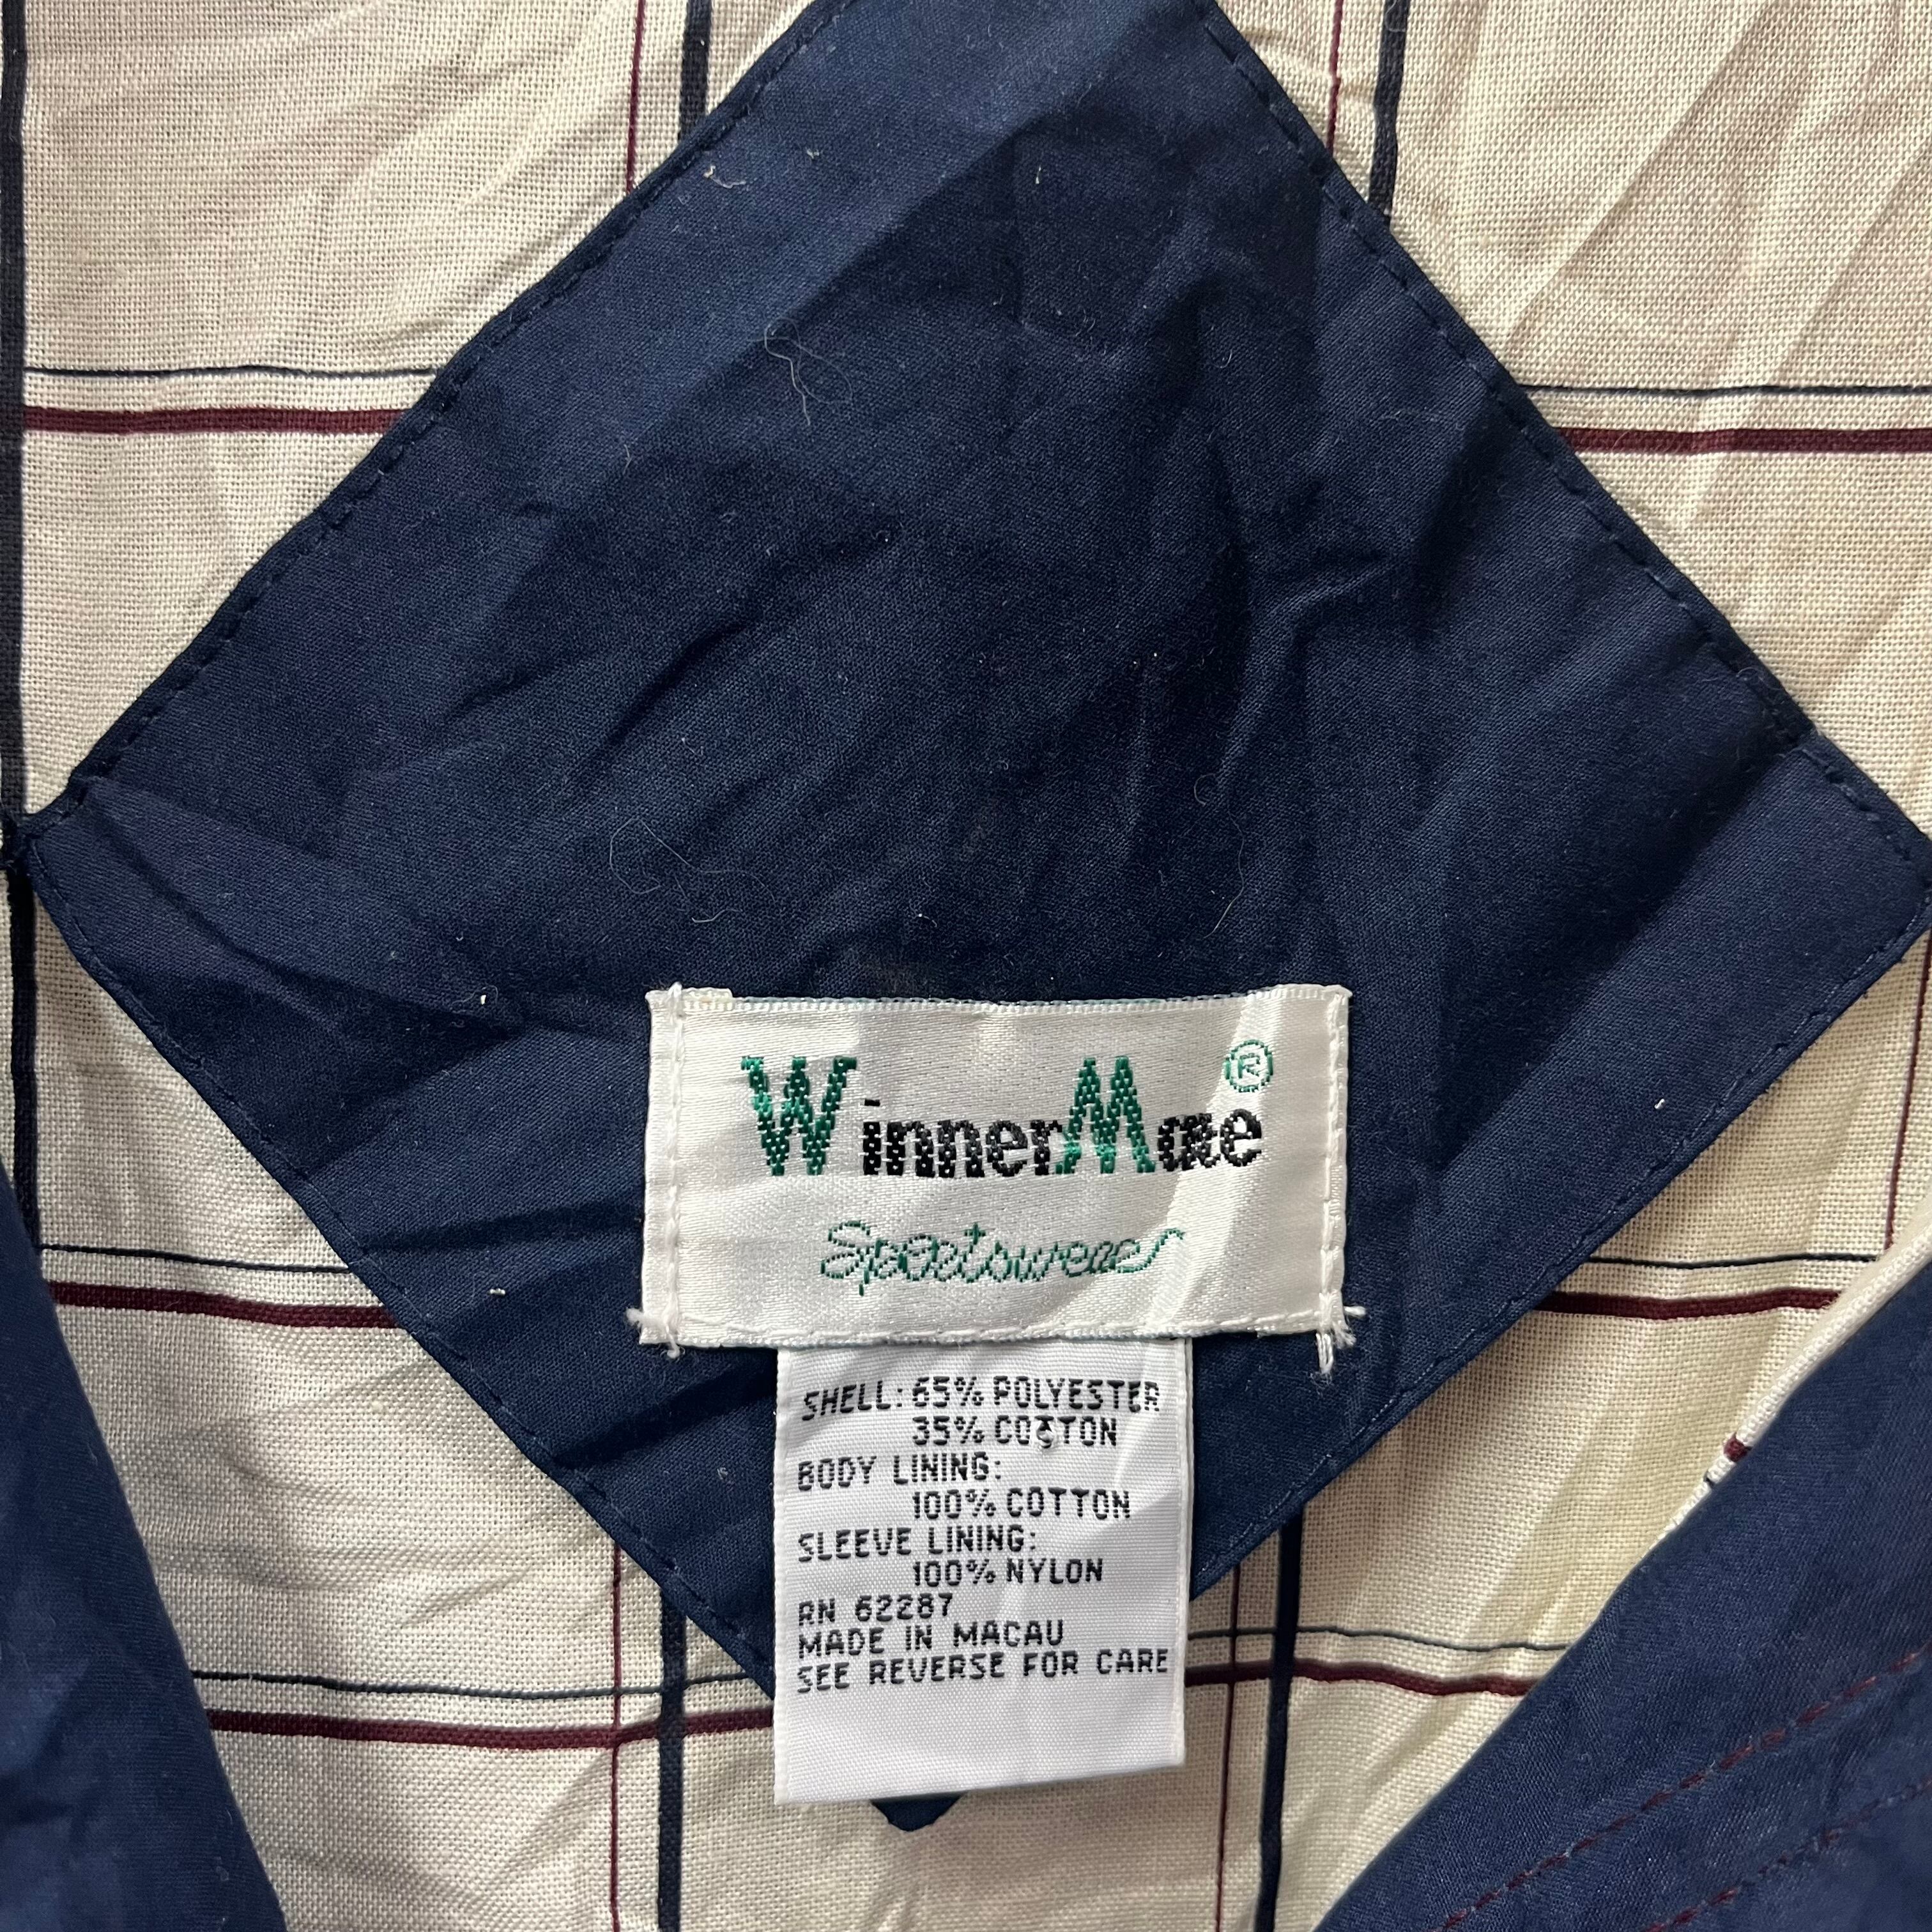 WinnerMate®
Sportswear
SHELL: 65% POLYESTER
35% COTTON
BODY LINING:
100% COTTON
SLEEVE LINING:
100% NYLON
RN 62287
MADE IN MACAU
SEE REVERSE FOR CARE